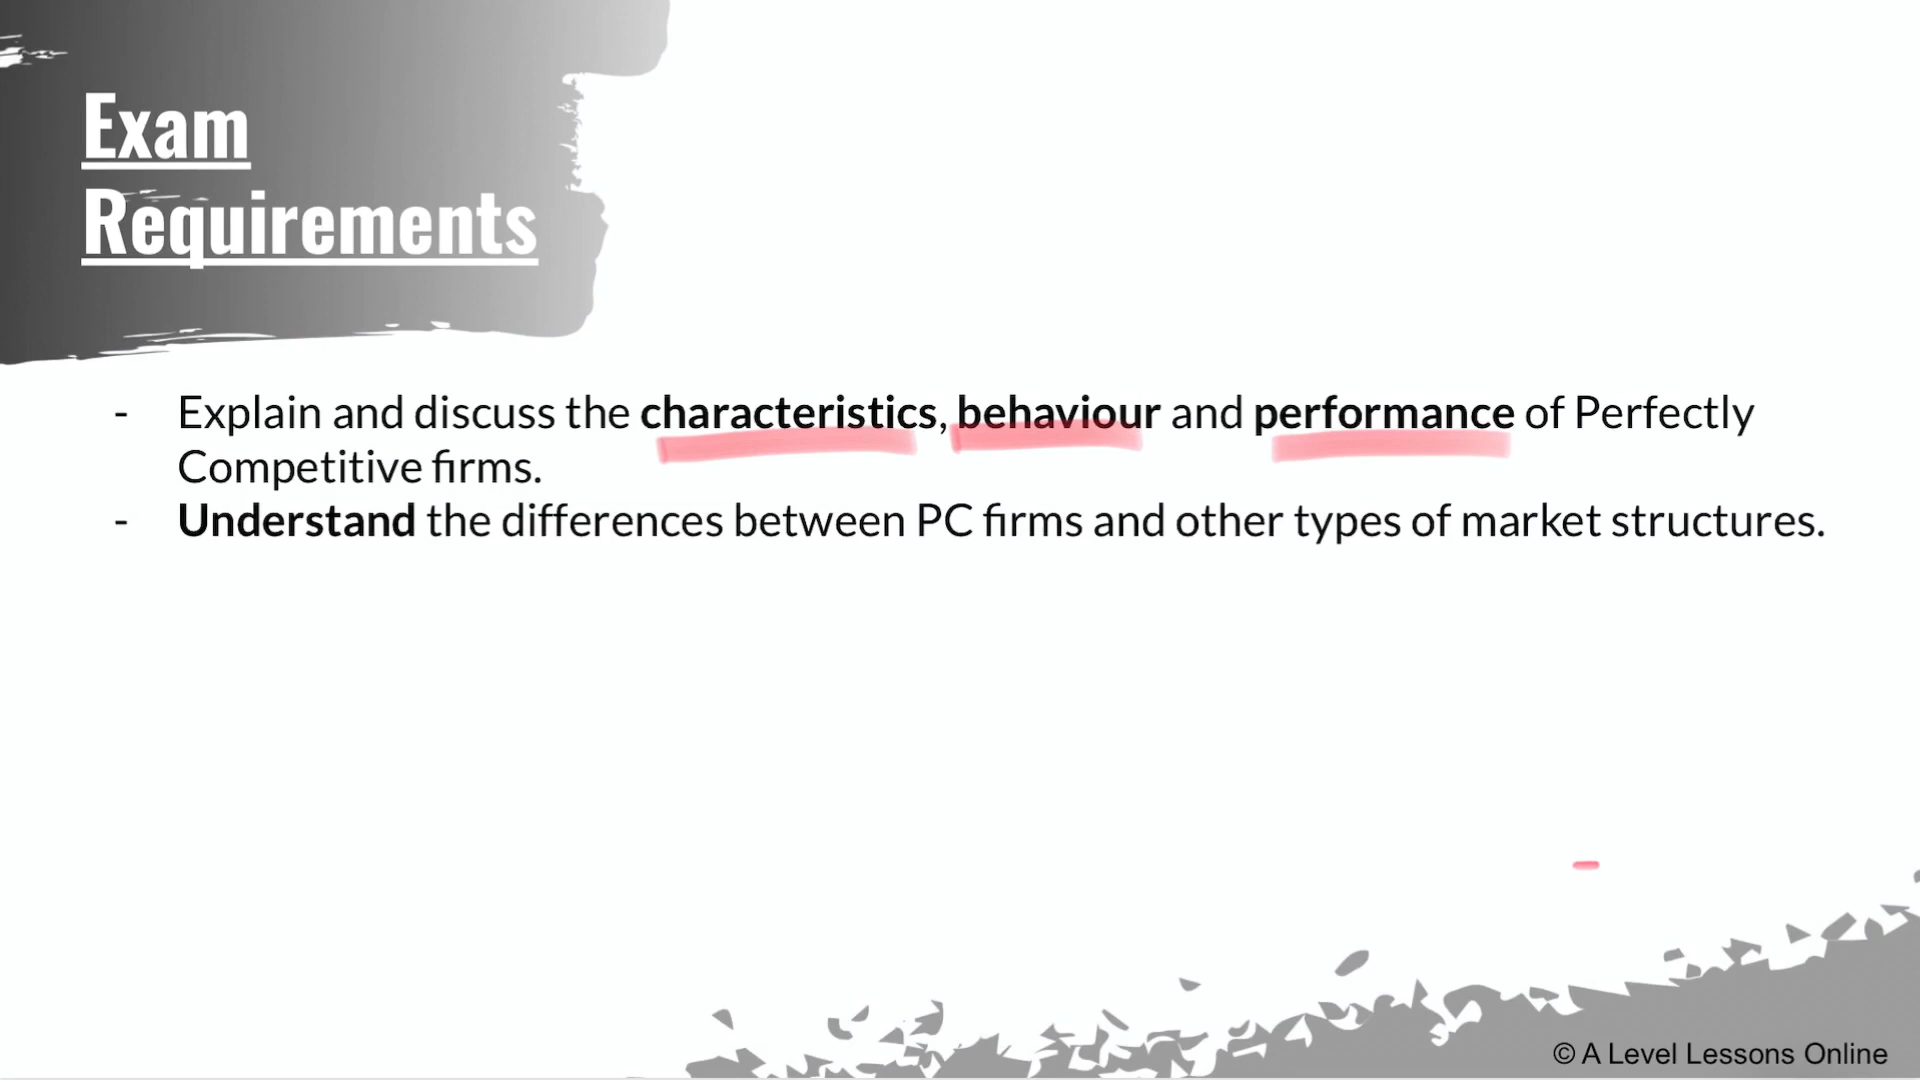 Exam
Requirements
- Explain and discuss the characteristics, behaviour and performance of Perfectly
Competitive firms.
- Understand the differences between PC firms and other types of market structures.
© A Level Lessons Online